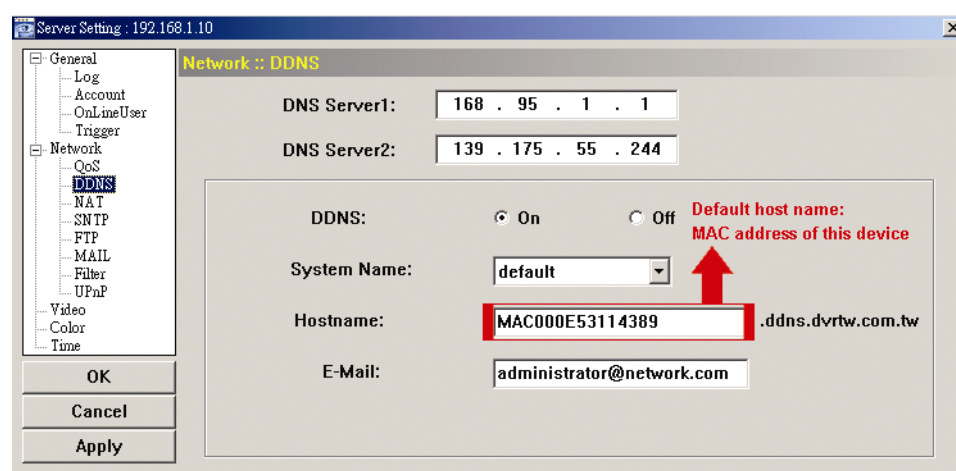 Server Setting : 192.168.1.10
General
Log
Account
OnLineUser
Trigger
Network
QoS
DDNS
NAT
SNTP
FTP
MAIL
Filter
UPnP
Video
Color
Time
OK
Cancel
Apply
Network :: DDNS
DNS Server1: 168 . 95 . 1 . 1
DNS Server2: 139 . 175 . 55 . 244
DDNS: On Off
Default host name:
MAC address of this device
System Name: default
Hostname: MAC000E53114389 .ddns.dvrtw.com.tw
E-Mail: administrator@network.com